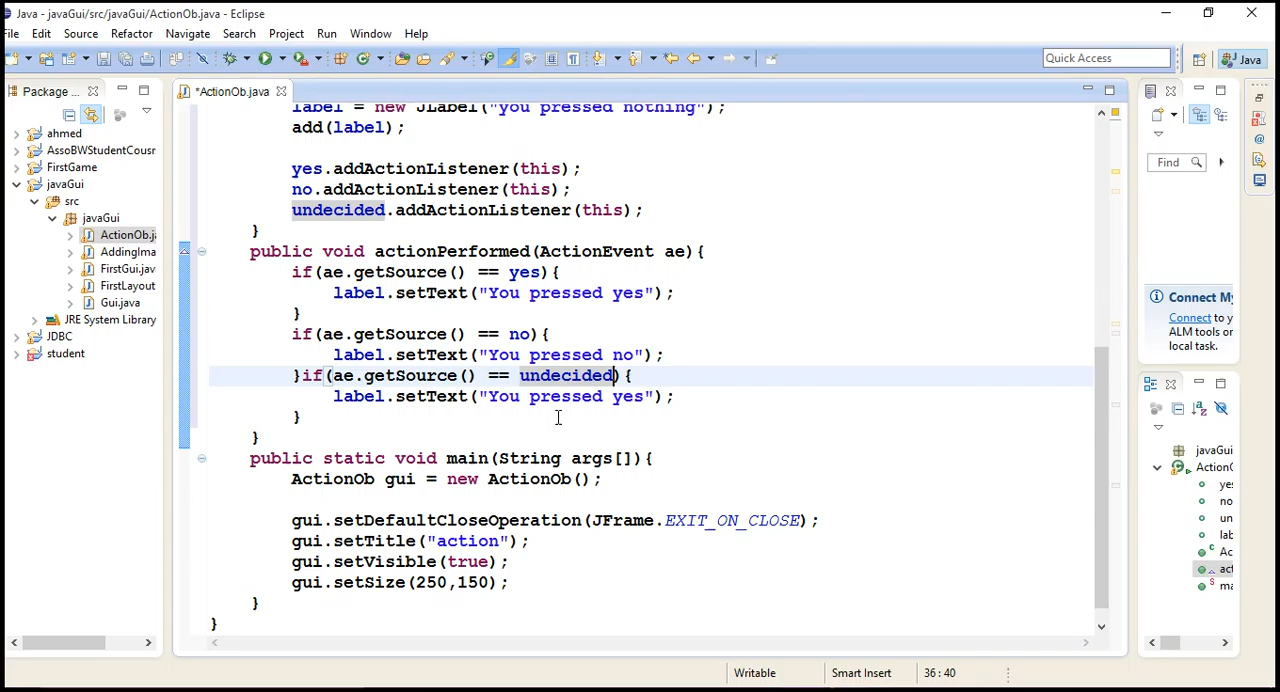 Java - javaGui/src/javaGui/ActionOb.java - Eclipse
File Edit Source Refactor Navigate Search Project Run Window Help
Quick Access
Java
Package ...
*ActionOb.java
ahmed
AssoBWStudentCousr
FirstGame
javaGui
src
javaGui
ActionOb.ja
AddingIma
FirstGui.jav
FirstLayout
Gui.java
JRE System Library
JDBC
student
label = new JLabel("you pressed nothing");
add(label);
yes.addActionListener(this);
no.addActionListener(this);
undecided.addActionListener(this);
}
public void actionPerformed(ActionEvent ae){
if(ae.getSource() == yes){
label.setText("You pressed yes");
}
if(ae.getSource() == no){
label.setText("You pressed no");
}if(ae.getSource() == undecided){
label.setText("You pressed yes");
}
}
public static void main(String args[]){
ActionOb gui = new ActionOb();
gui.setDefaultCloseOperation(JFrame.EXIT_ON_CLOSE);
gui.setTitle("action");
gui.setVisible(true);
gui.setSize(250,150);
}
}
Find
Connect My
Connect to y
ALM tools or
local task.
javaGui
ActionO
yes
no
un
lab
Ac
act
ma
Writable
Smart Insert
36:40